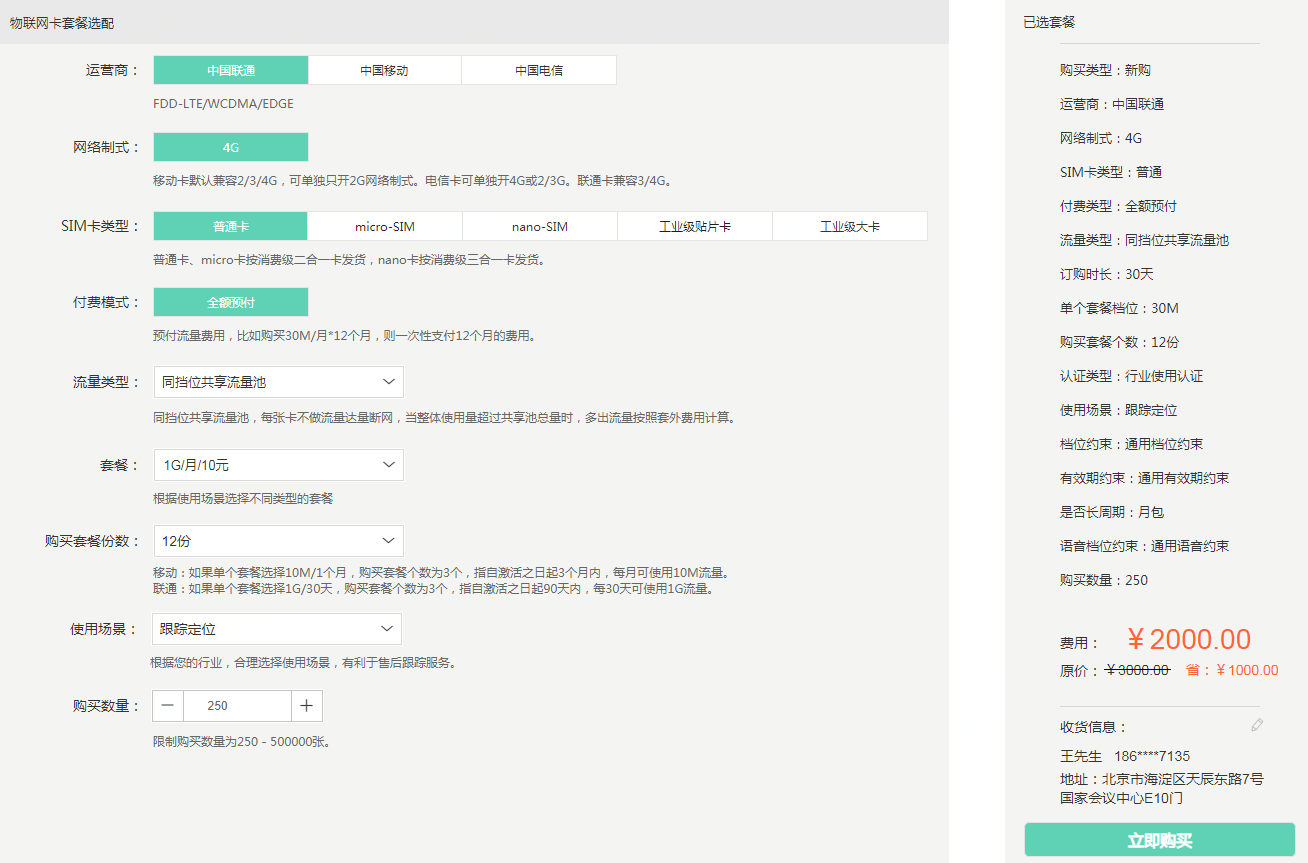 物联网卡套餐选配
运营商：
中国联通
中国移动
中国电信
FDD-LTE/WCDMA/EDGE
网络制式：
4G
移动卡默认兼容2/3/4G，可单独只开2G网络制式。电信卡可单独开4G或2/3G。联通卡兼容3/4G。
SIM卡类型：
普通卡
micro-SIM
nano-SIM
工业级贴片卡
工业级大卡
普通卡、micro卡按消费级二合一卡发货，nano卡按消费级三合一卡发货。
付费模式：
全额预付
预付流量费用，比如购买30M/月*12个月，则一次性支付12个月的费用。
流量类型：
同挡位共享流量池
同挡位共享流量池，每张卡不做流量达量断网，当整体使用量超过共享池总量时，多出流量按照套外费用计算。
套餐：
1G/月/10元
根据使用场景选择不同类型的套餐
购买套餐份数：
12份
移动：如果单个套餐选择10M/1个月，购买套餐个数为3个，指自激活之日起3个月内，每月可使用10M流量。
联通：如果单个套餐选择1G/30天，购买套餐个数为3个，指自激活之日起90天内，每30天可使用1G流量。
使用场景：
跟踪定位
根据您的行业，合理选择使用场景，有利于售后跟踪服务。
购买数量：
250
限制购买数量为250 - 500000张。
已选套餐
购买类型：新购
运营商：中国联通
网络制式：4G
SIM卡类型：普通
付费类型：全额预付
流量类型：同挡位共享流量池
订购时长：30天
单个套餐档位：30M
购买套餐个数：12份
认证类型：行业使用认证
使用场景：跟踪定位
档位约束：通用档位约束
有效期约束：通用有效期约束
是否长周期：月包
语音档位约束：通用语音约束
购买数量：250
费用：￥2000.00
原价：￥3000.00 省：￥1000.00
收货信息：
王先生 186****7135
地址：北京市海淀区天辰东路7号
国家会议中心E10门
立即购买